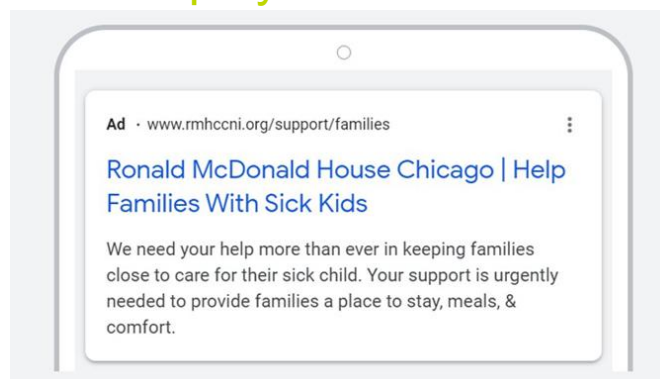 Ad · www.rmhccni.org/support/families
Ronald McDonald House Chicago | Help
Families With Sick Kids
We need your help more than ever in keeping families
close to care for their sick child. Your support is urgently
needed to provide families a place to stay, meals, &
comfort.